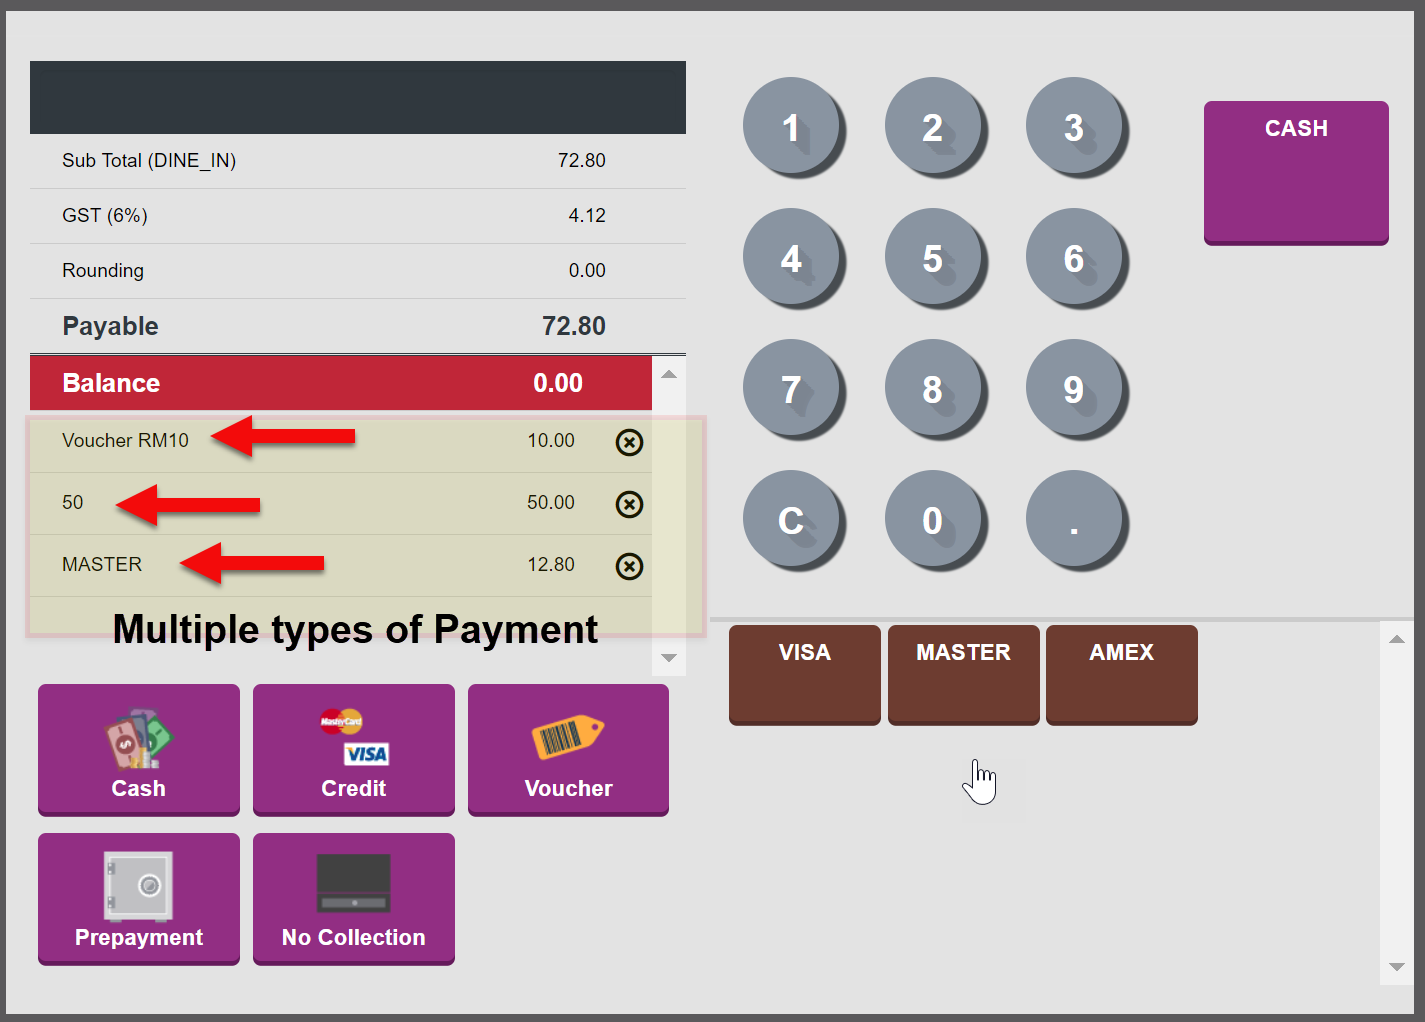 Sub Total (DINE_IN) 72.80
GST (6%) 4.12
Rounding 0.00
Payable 72.80
Balance 0.00
Voucher RM10 10.00
50 50.00
MASTER 12.80
Multiple types of Payment
Cash
MasterCard
VISA
Credit
Voucher
Prepayment
No Collection
1 2 3
4 5 6
7 8 9
C 0 .
CASH
VISA MASTER AMEX